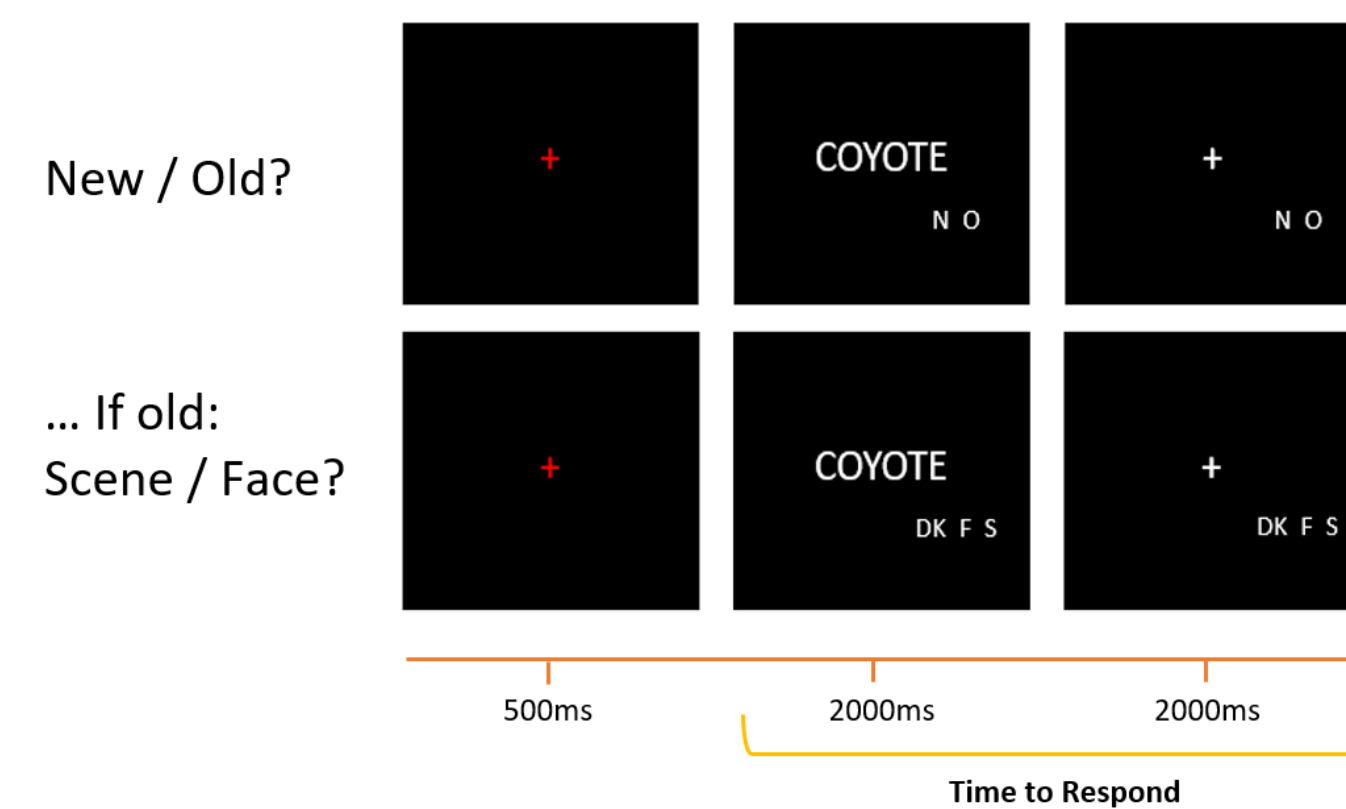 New / Old?
+
COYOTE
N O
+
N O
... If old:
Scene / Face?
+
COYOTE
DK F S
+
DK F S
500ms
2000ms
2000ms
Time to Respond